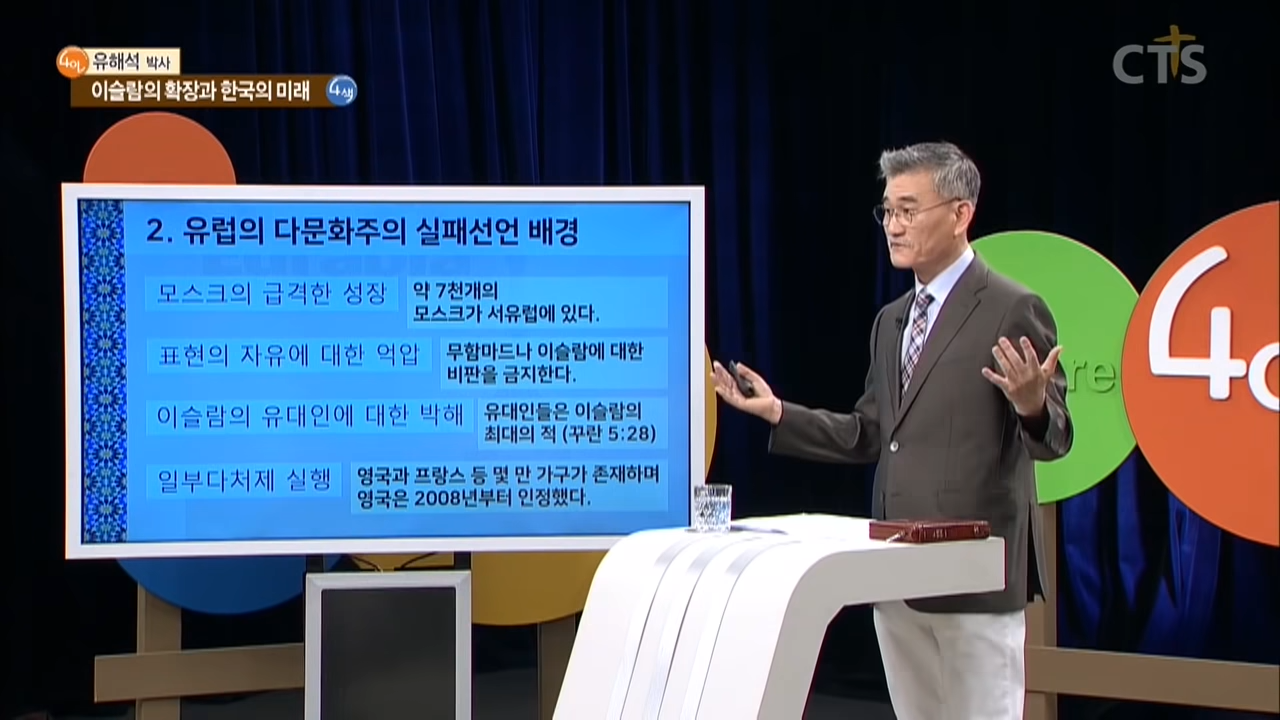 4인
유해석 박사
이슬람의 확장과 한국의 미래
4색
CTS
2. 유럽의 다문화주의 실패선언 배경
모스크의 급격한 성장
약 7천개의
모스크가 서유럽에 있다.
표현의 자유에 대한 억압
무함마드나 이슬람에 대한
비판을 금지한다.
이슬람의 유대인에 대한 박해
유대인들은 이슬람의
최대의 적 (꾸란 5:28)
일부다처제 실행
영국과 프랑스 등 몇 만 가구가 존재하며
영국은 2008년부터 인정했다.
re
4